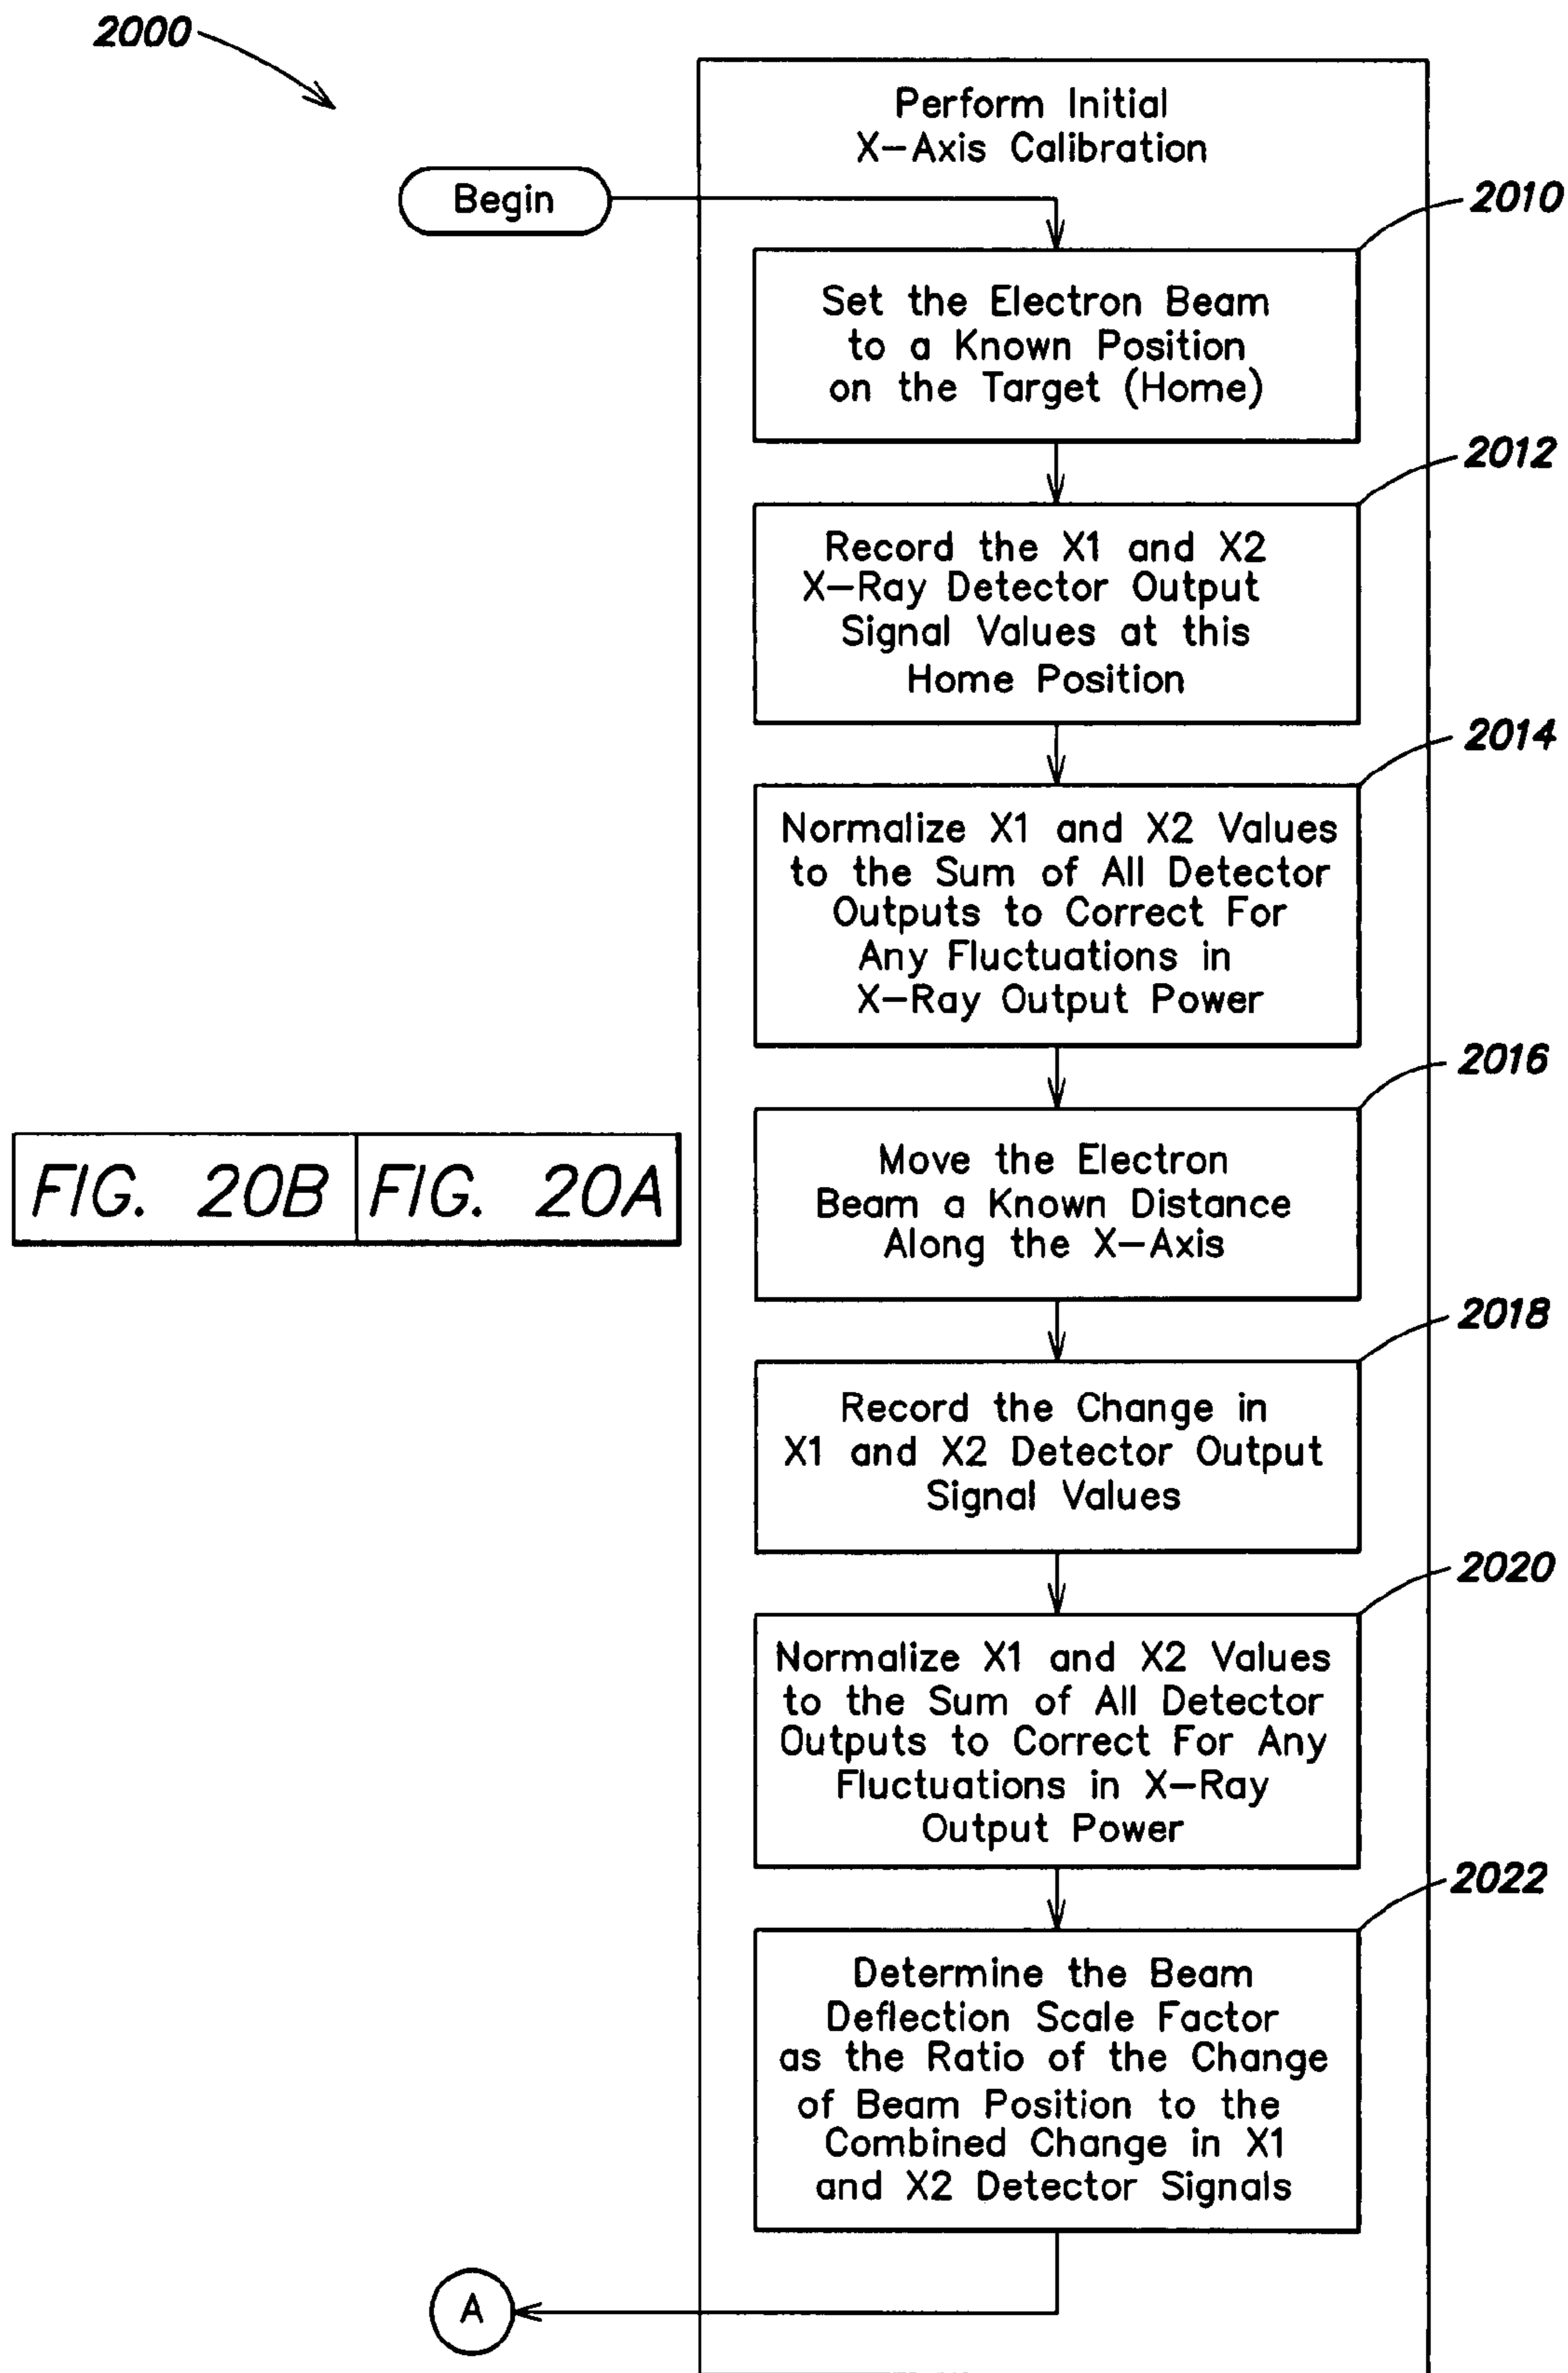 2000
Perform Initial
X-Axis Calibration
Begin
2010
Set the Electron Beam
to a Known Position
on the Target (Home)
2012
Record the X1 and X2
X-Ray Detector Output
Signal Values at this
Home Position
2014
Normalize X1 and X2 Values
to the Sum of All Detector
Outputs to Correct For
Any Fluctuations in
X-Ray Output Power
2016
Move the Electron
Beam a Known Distance
Along the X-Axis
FIG. 20B
FIG. 20A
2018
Record the Change in
X1 and X2 Detector Output
Signal Values
2020
Normalize X1 and X2 Values
to the Sum of All Detector
Outputs to Correct For Any
Fluctuations in X-Ray
Output Power
2022
Determine the Beam
Deflection Scale Factor
as the Ratio of the Change
of Beam Position to the
Combined Change in X1
and X2 Detector Signals
A